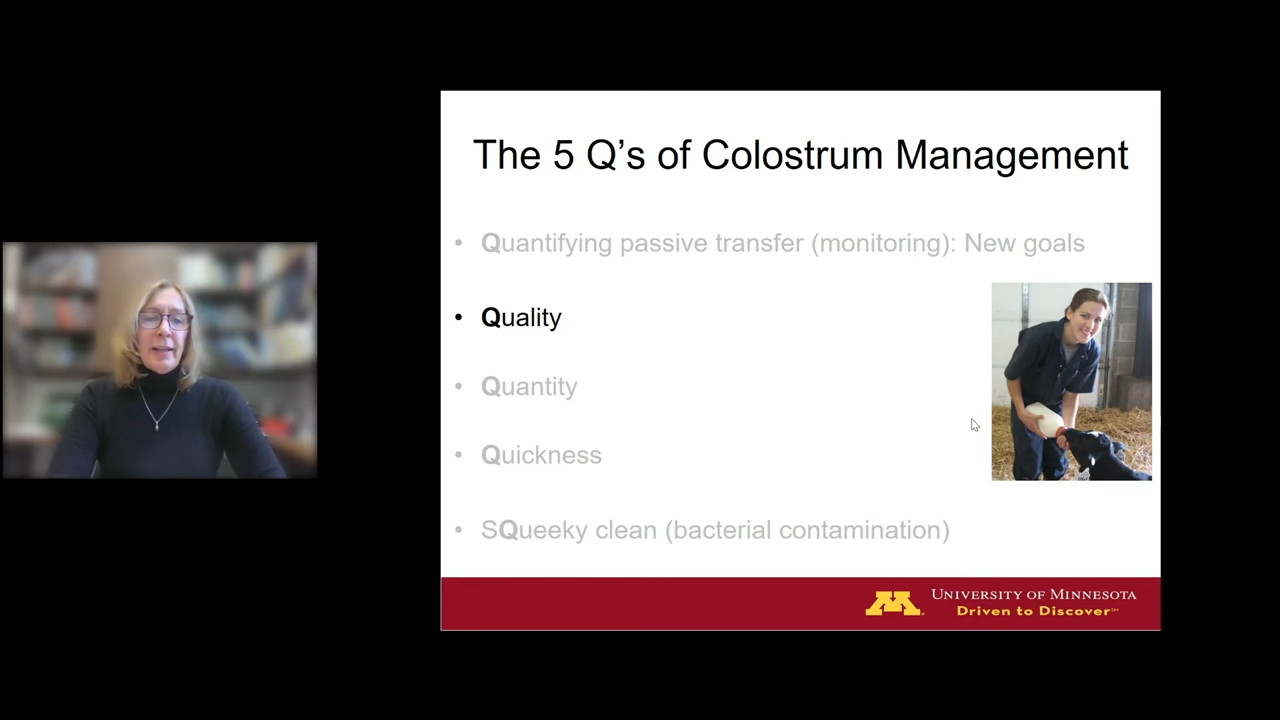 The 5 Q’s of Colostrum Management
• Quantifying passive transfer (monitoring): New goals
• Quality
• Quantity
• Quickness
• SQueeky clean (bacterial contamination)
University of Minnesota
Driven to Discover℠